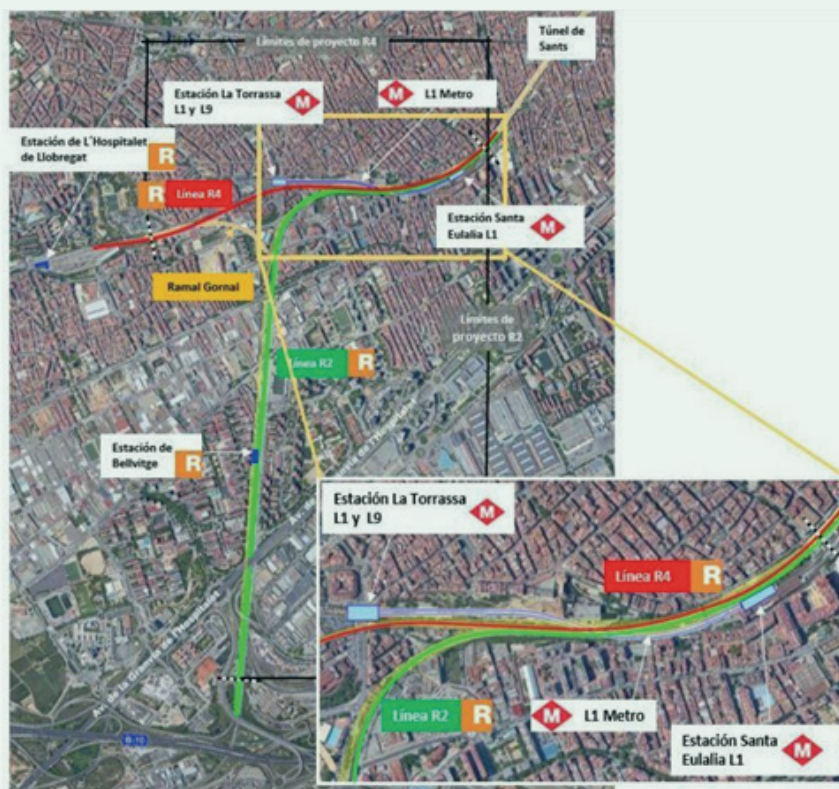 Límites de proyecto R4
Túnel de
Sants
Estación La Torrassa
L1 y L9
M
M
L1 Metro
Estación de L´Hospitalet
de Llobregat
R
R
Línea R4
Estación Santa
Eulalia L1
M
Ramal Gornal
Límites de
proyecto R2
Línea R2
R
Estación de
Bellvitge
R
Estación La Torrassa
L1 y L9
M
Línea R4
R
Línea R2
R
M
L1 Metro
Estación Santa
Eulalia L1
M
B-10